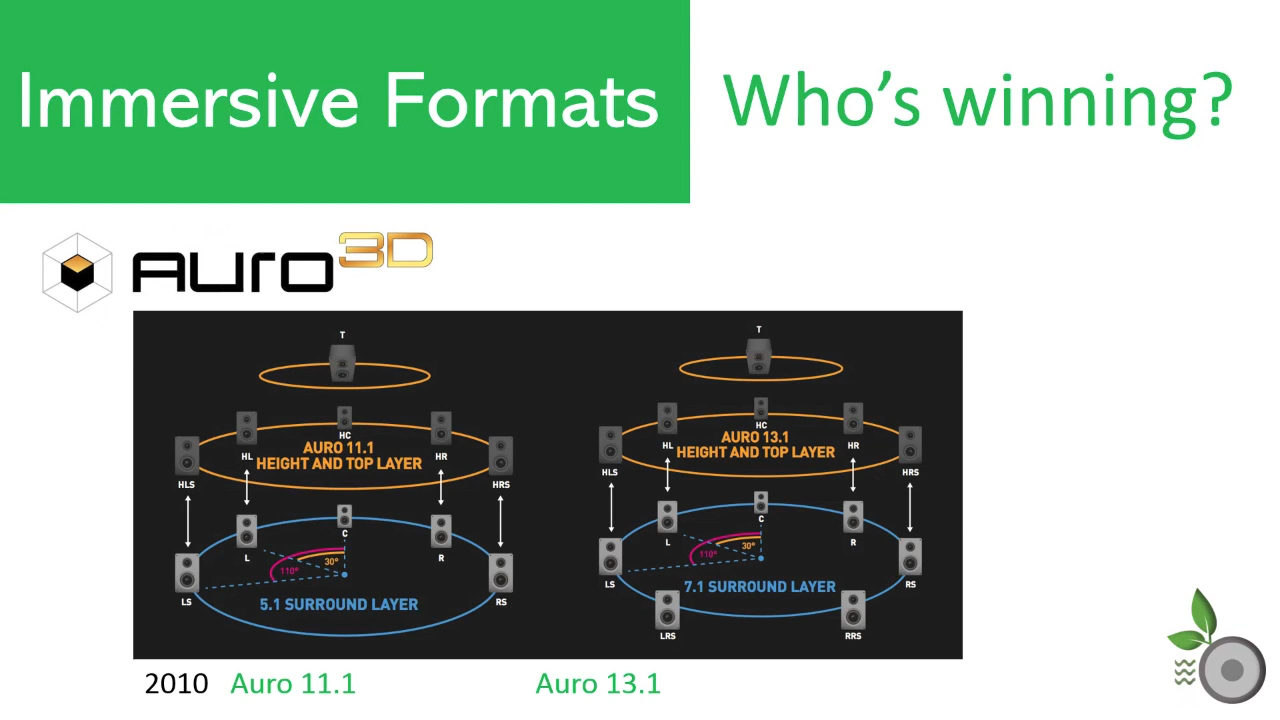 Immersive Formats
Who's winning?
AURO 3D
T
HL
HC
HR
AURO 11.1
HEIGHT AND TOP LAYER
HLS
HRS
L
C
R
30°
110°
LS
RS
5.1 SURROUND LAYER
T
HL
HC
HR
AURO 13.1
HEIGHT AND TOP LAYER
HLS
HRS
L
C
R
30°
110°
LS
RS
7.1 SURROUND LAYER
LRS
RRS
2010 Auro 11.1
Auro 13.1